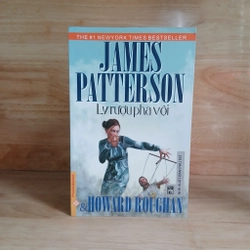 THE #1 NEW YORK TIMES BESTSELLER
JAMES
PATTERSON
Ly rượu pha vội
& HOWARD ROUGHAN